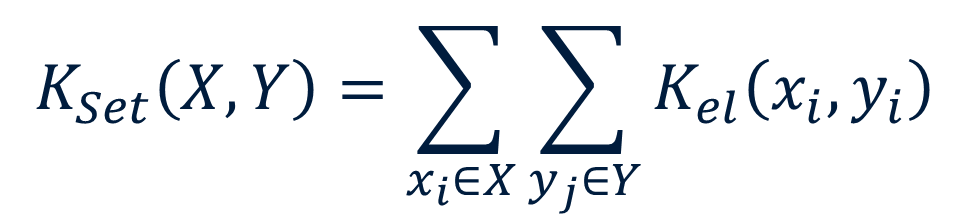 K_{Set}(X, Y) = \sum_{x_i \in X} \sum_{y_j \in Y} K_{el}(x_i, y_i)